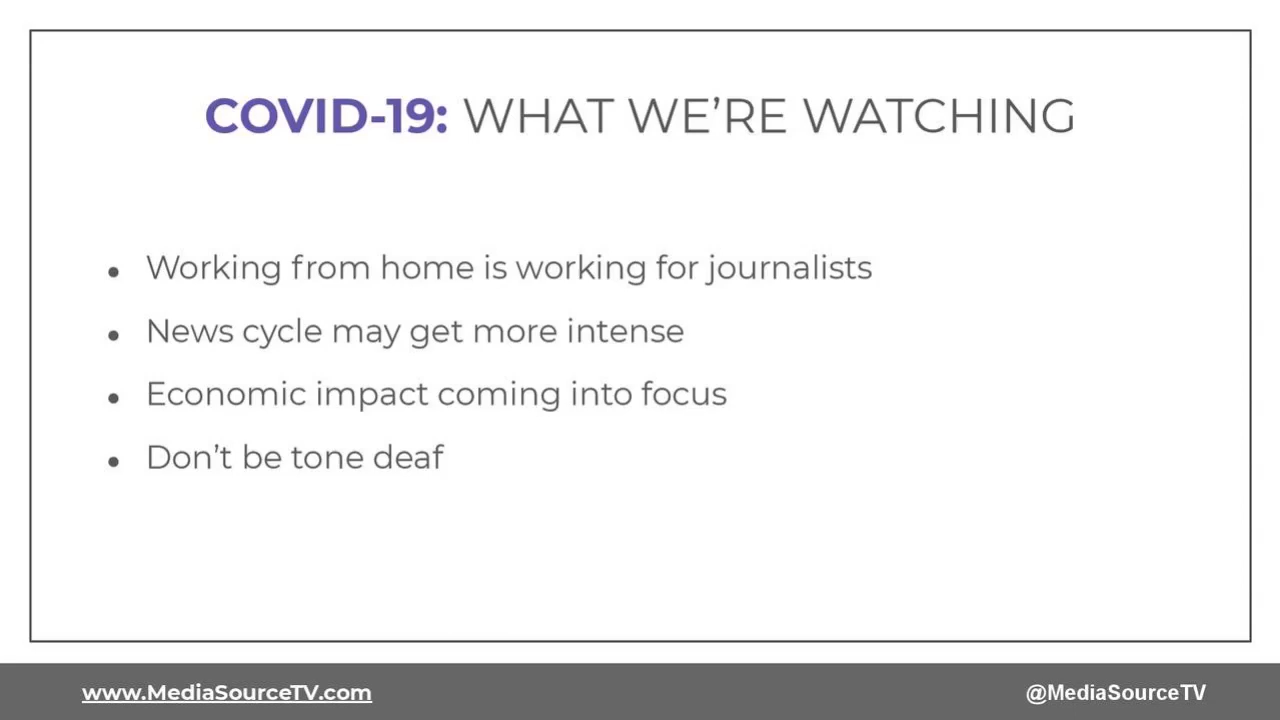 COVID-19: WHAT WE’RE WATCHING
• Working from home is working for journalists
• News cycle may get more intense
• Economic impact coming into focus
• Don’t be tone deaf
www.MediaSourceTV.com
@MediaSourceTV